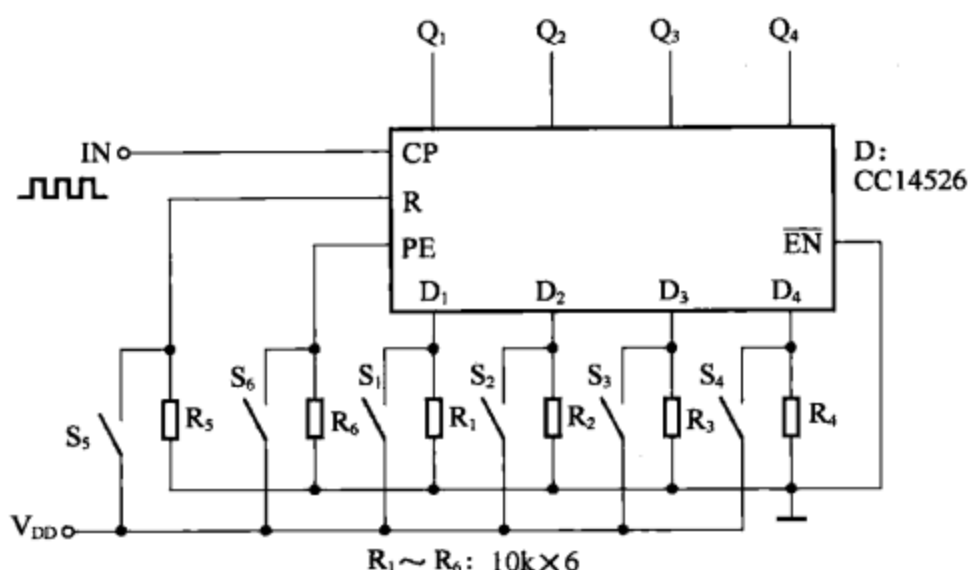 Q₁ Q₂ Q₃ Q₄
IN CP D:
CC14526
R
PE EN̅
D₁ D₂ D₃ D₄
S₅ R₅ S₆ R₆ S₁ R₁ S₂ R₂ S₃ R₃ S₄ R₄
V_DD
R₁～R₆: 10k×6